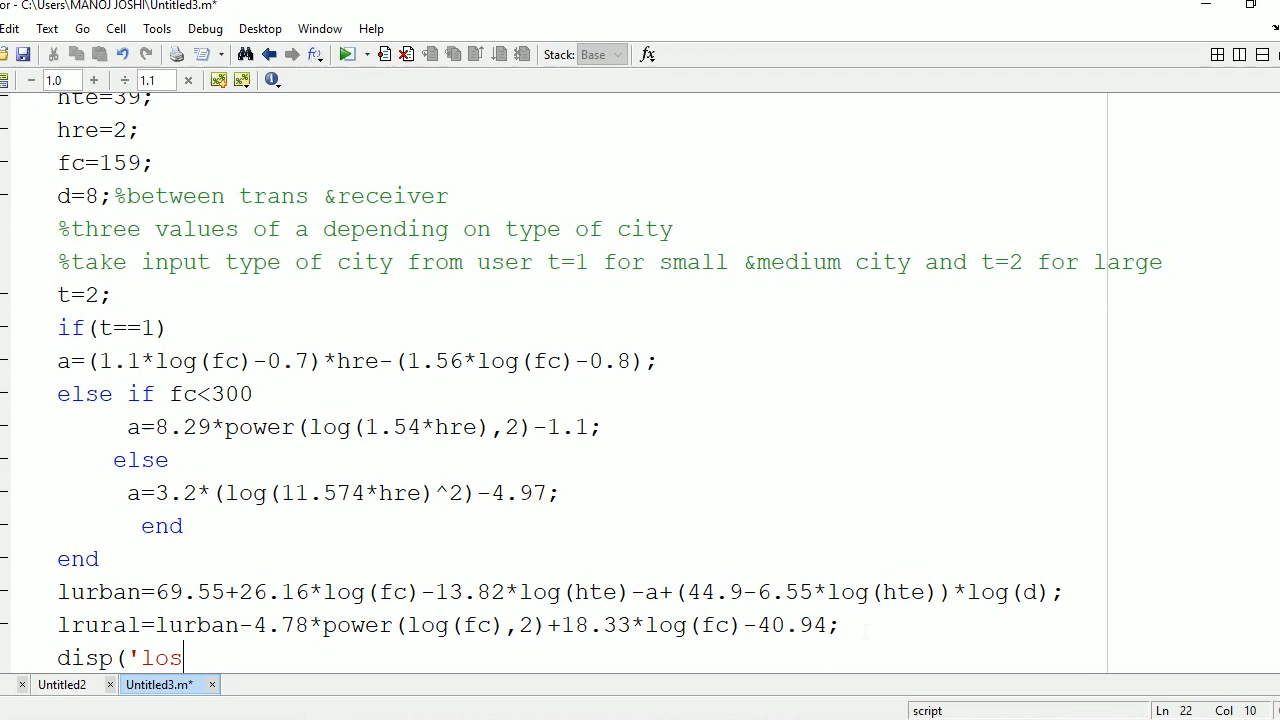 or - C:\Users\MANOJ JOSHI\Untitled3.m*
Edit Text Go Cell Tools Debug Desktop Window Help
Stack: Base fx
− 1.0 + ÷ 1.1 ×
hte=39;
hre=2;
fc=159;
d=8;%between trans &receiver
%three values of a depending on type of city
%take input type of city from user t=1 for small &medium city and t=2 for large
t=2;
if(t==1)
a=(1.1*log(fc)-0.7)*hre-(1.56*log(fc)-0.8);
else if fc<300
a=8.29*power(log(1.54*hre),2)-1.1;
else
a=3.2*(log(11.574*hre)^2)-4.97;
end
end
lurban=69.55+26.16*log(fc)-13.82*log(hte)-a+(44.9-6.55*log(hte))*log(d);
lrural=lurban-4.78*power(log(fc),2)+18.33*log(fc)-40.94;
disp('los
Untitled2 Untitled3.m*
script Ln 22 Col 10